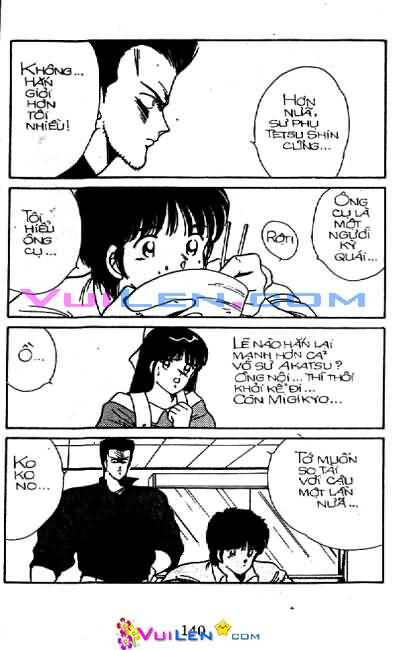 KHÔNG...
HẮN
GIỎI
HƠN
TÔI
NHIỀU!
HƠN
NỮA,
SƯ PHỤ
TETSU SHIN
CŨNG...
TÔI
HIỂU
ÔNG
CỤ...
RỘT!
ÔNG
CỤ LÀ
MỘT
NGƯỜI
KỲ
QUÁI...
VUILEN.COM
Ồ...
LẼ NÀO HẮN LẠI
MẠNH HƠN CẢ
VÕ SƯ AKATSU?
ÔNG NỘI... THÌ THÔI
KHỎI KỂ ĐI...
CÒN MIGIKYO...
KO
KO
NO...
TỚ MUỐN
SO TÀI
VỚI CẬU
MỘT LẦN
NỮA...
140
VUILEN.COM